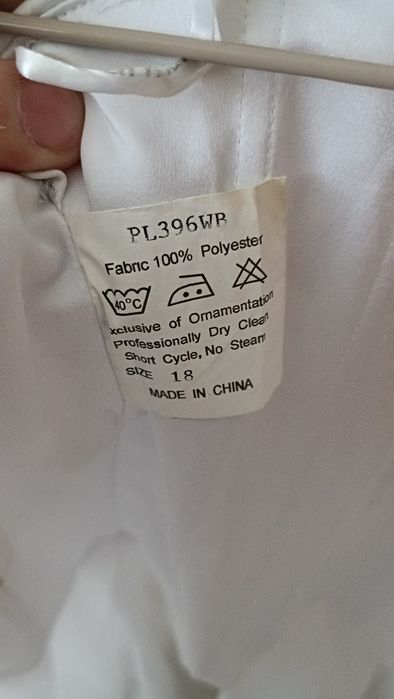 PL396WB
Fabric 100% Polyester
40°C
xclusive of Ornamentation
Professionally Dry Clean
Short Cycle, No Steam
SIZE 18
MADE IN CHINA